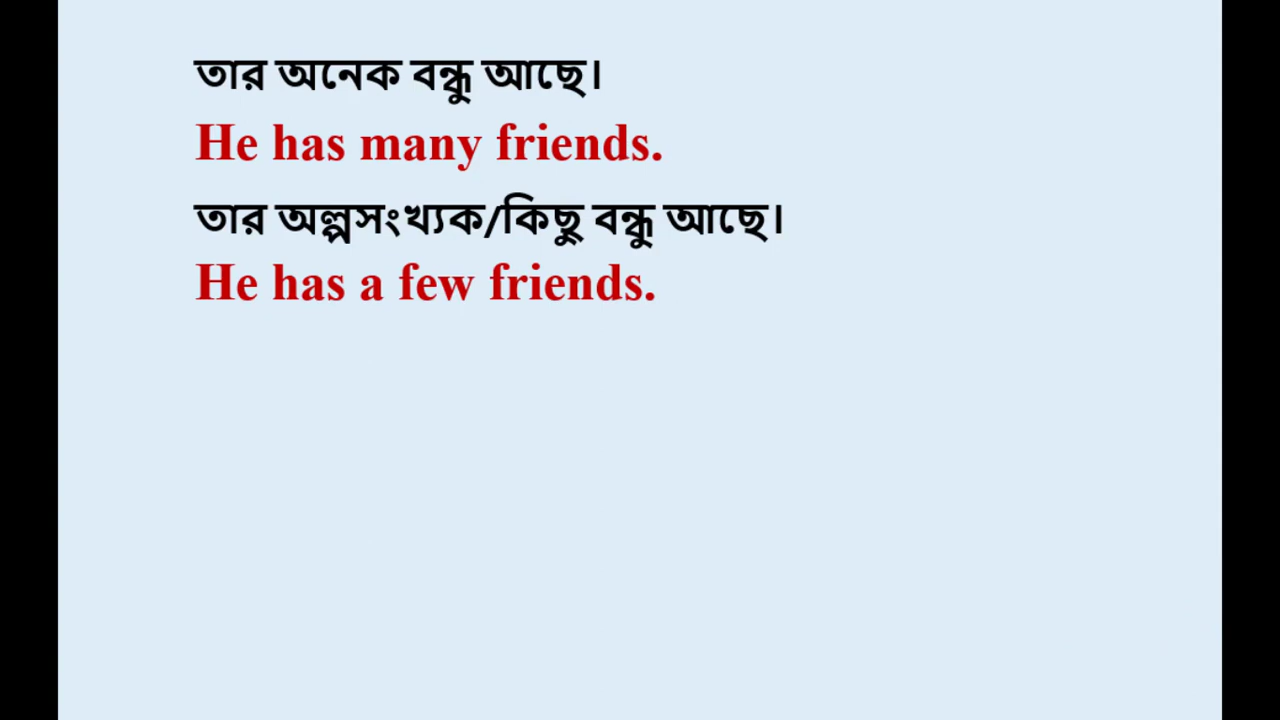 তার অনেক বন্ধু আছে।
He has many friends.
তার অল্পসংখ্যক/কিছু বন্ধু আছে।
He has a few friends.